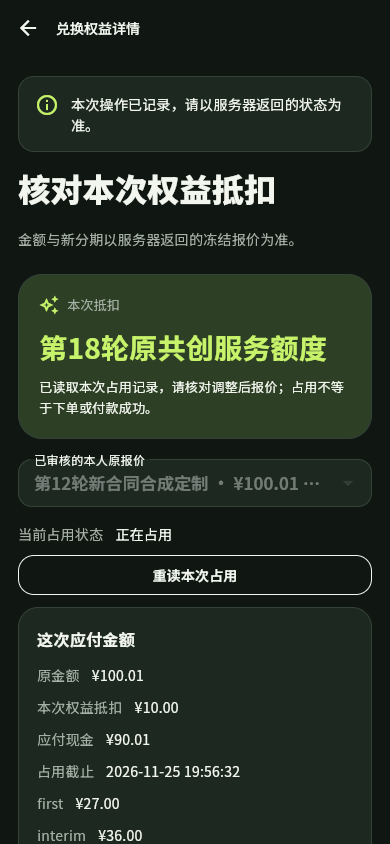 兑换权益详情
本次操作已记录，请以服务器返回的状态为
准。
核对本次权益抵扣
金额与新分期以服务器返回的冻结报价为准。
本次抵扣
第18轮原共创服务额度
已读取本次占用记录，请核对调整后报价；占用不等
于下单或付款成功。
已审核的本人原报价
第12轮新合同合成定制 • ¥100.01 ···
当前占用状态 正在占用
重读本次占用
这次应付金额
原金额 ¥100.01
本次权益抵扣 ¥10.00
应付现金 ¥90.01
占用截止 2026-11-25 19:56:32
first ¥27.00
interim ¥36.00